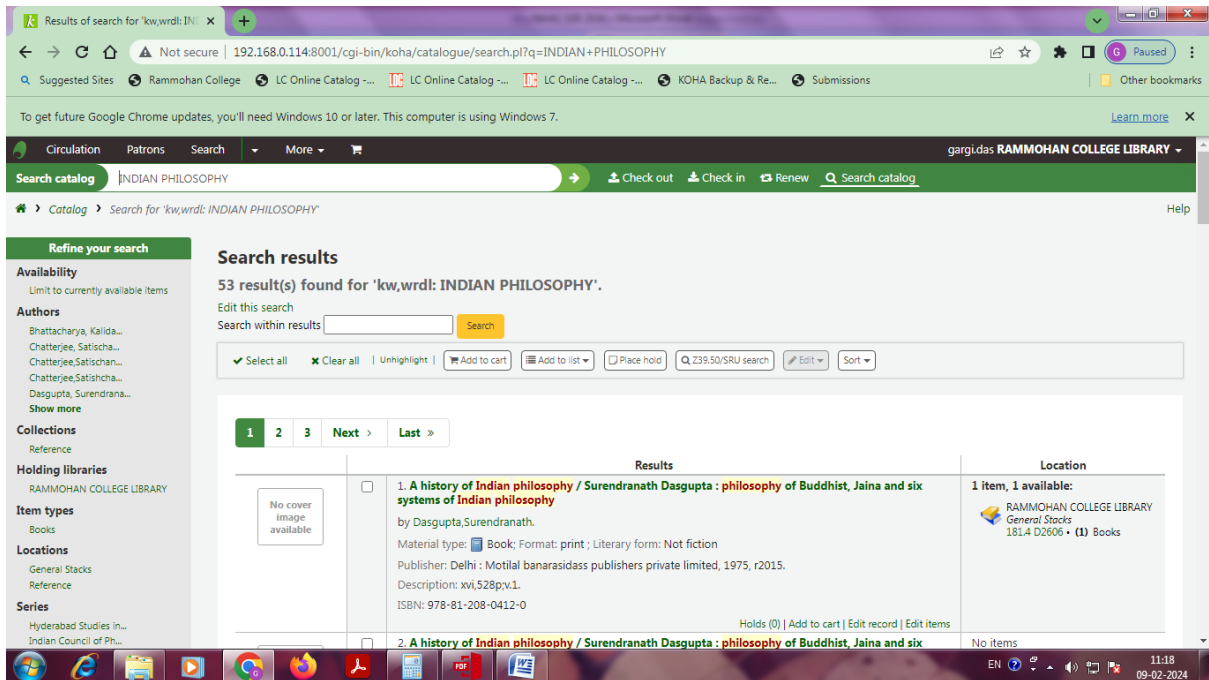 Results of search for 'kw,wrdl: IND
Not secure | 192.168.0.114:8001/cgi-bin/koha/catalogue/search.pl?q=INDIAN+PHILOSOPHY
G Paused
Suggested Sites Rammohan College LC Online Catalog -... LC Online Catalog -... LC Online Catalog -... KOHA Backup & Re... Submissions Other bookmarks
To get future Google Chrome updates, you'll need Windows 10 or later. This computer is using Windows 7. Learn more
Circulation Patrons Search More gargi.das RAMMOHAN COLLEGE LIBRARY
Search catalog INDIAN PHILOSOPHY Check out Check in Renew Search catalog
Catalog Search for 'kw,wrdl: INDIAN PHILOSOPHY' Help
Refine your search
Availability
Limit to currently available items
Authors
Bhattacharya, Kalida...
Chatterjee, Satischa...
Chatterjee,Satischan...
Chatterjee,Satishcha...
Dasgupta, Surendrana...
Show more
Collections
Reference
Holding libraries
RAMMOHAN COLLEGE LIBRARY
Item types
Books
Locations
General Stacks
Reference
Series
Hyderabad Studies in...
Indian Council of Ph...
Search results
53 result(s) found for 'kw,wrdl: INDIAN PHILOSOPHY'.
Edit this search
Search within results Search
Select all Clear all | Unhighlight | Add to cart Add to list Place hold Z39.50/SRU search Edit Sort
1 2 3 Next > Last »
Results Location
No cover
image
available
1. A history of Indian philosophy / Surendranath Dasgupta : philosophy of Buddhist, Jaina and six
systems of Indian philosophy
by Dasgupta,Surendranath.
Material type: Book; Format: print ; Literary form: Not fiction
Publisher: Delhi : Motilal banarasidass publishers private limited, 1975, r2015.
Description: xvi,528p;v.1.
ISBN: 978-81-208-0412-0
Holds (0) | Add to cart | Edit record | Edit items
1 item, 1 available:
RAMMOHAN COLLEGE LIBRARY
General Stacks
181.4 D2606 • (1) Books
2. A history of Indian philosophy / Surendranath Dasgupta : philosophy of Buddhist, Jaina and six
No items
EN 11:18
09-02-2024